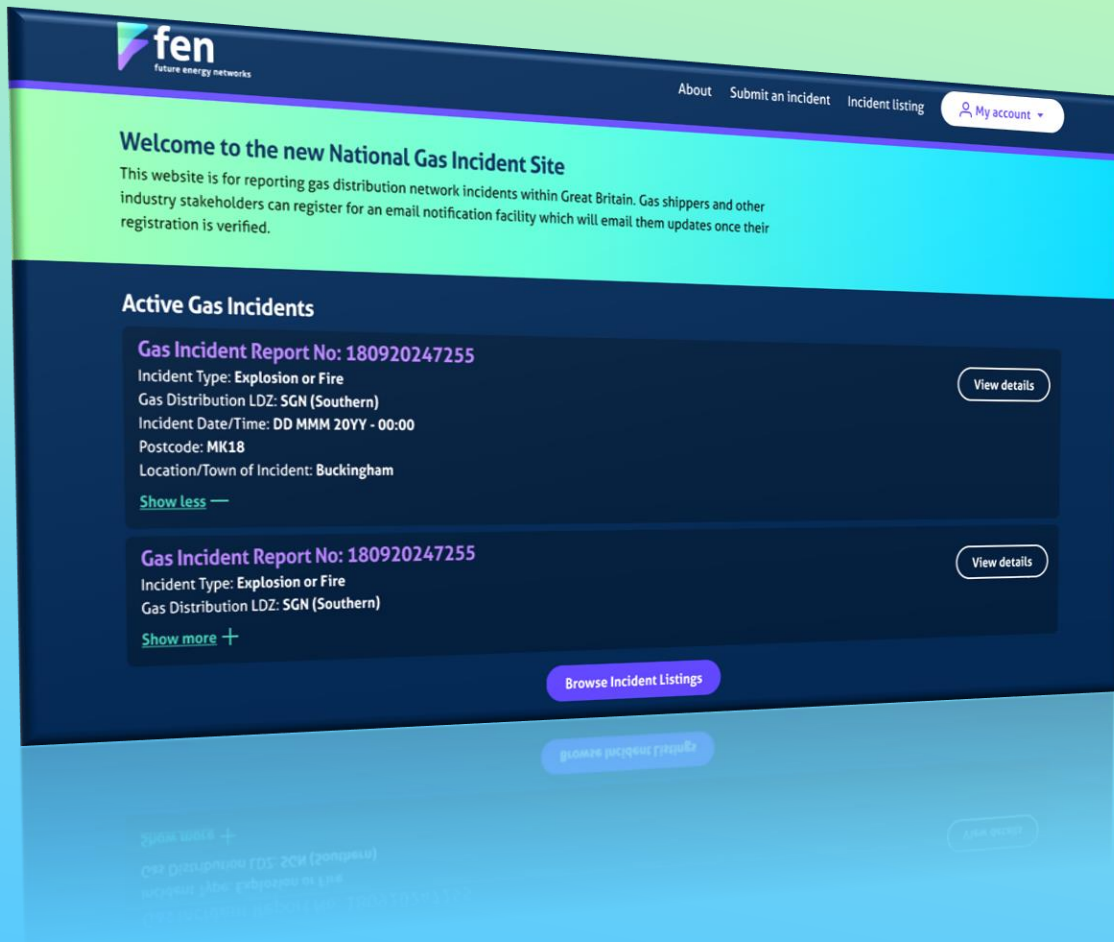 fen
future energy networks
About Submit an incident Incident listing My account
Welcome to the new National Gas Incident Site
This website is for reporting gas distribution network incidents within Great Britain. Gas shippers and other
industry stakeholders can register for an email notification facility which will email them updates once their
registration is verified.
Active Gas Incidents
Gas Incident Report No: 180920247255
Incident Type: Explosion or Fire
Gas Distribution LDZ: SGN (Southern)
Incident Date/Time: DD MMM 20YY - 00:00
Postcode: MK18
Location/Town of Incident: Buckingham
Show less
View details
Gas Incident Report No: 180920247255
Incident Type: Explosion or Fire
Gas Distribution LDZ: SGN (Southern)
Show more
View details
Browse Incident Listings